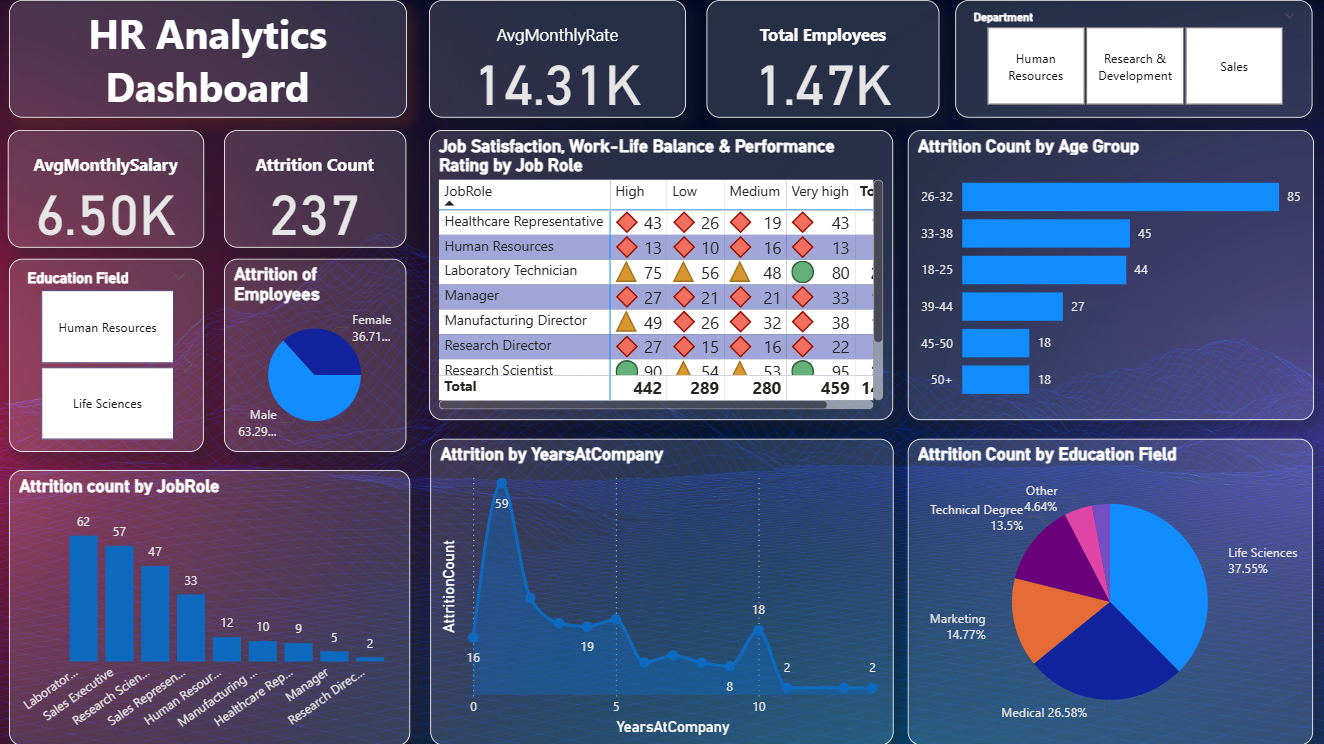 HR Analytics
Dashboard
AvgMonthlyRate
14.31K
Total Employees
1.47K
Department
Human
Resources
Research &
Development
Sales
AvgMonthlySalary
6.50K
Attrition Count
237
Job Satisfaction, Work-Life Balance & Performance
Rating by Job Role
JobRole High Low Medium Very high
Healthcare Representative 43 26 19 43
Human Resources 13 10 16 13
Laboratory Technician 75 56 48 80
Manager 27 21 21 33
Manufacturing Director 49 26 32 38
Research Director 27 15 16 22
Research Scientist 90 54 53 95
Total 442 289 280 459
Attrition Count by Age Group
26-32 85
33-38 45
18-25 44
39-44 27
45-50 18
50+ 18
Education Field
Human Resources
Life Sciences
Attrition of
Employees
Female
36.71...
Male
63.29...
Attrition count by JobRole
62
57
47
33
12
10
9
5
2
Laborator...
Sales Executive
Research Scien...
Sales Represen...
Human Resour...
Manufacturing ...
Healthcare Rep...
Manager
Research Direc...
Attrition by YearsAtCompany
AttritionCount
59
16
19
8
18
2
2
0 5 10
YearsAtCompany
Attrition Count by Education Field
Other
4.64%
Technical Degree
13.5%
Life Sciences
37.55%
Marketing
14.77%
Medical 26.58%